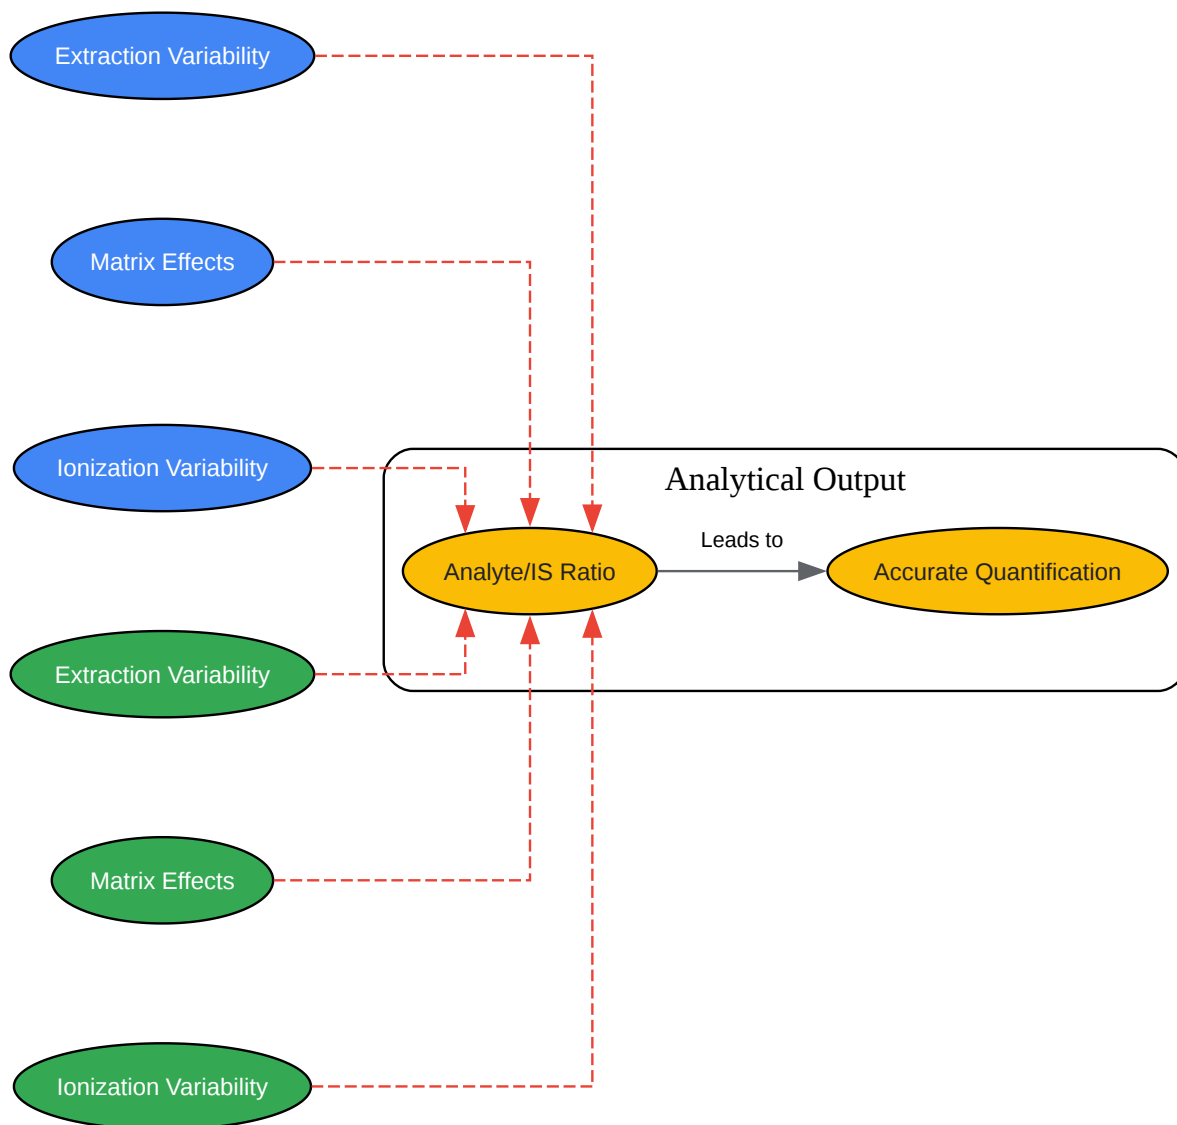 Extraction Variability
Matrix Effects
Ionization Variability
Analytical Output
Leads to
Analyte/IS Ratio
Accurate Quantification
Extraction Variability
Matrix Effects
Ionization Variability